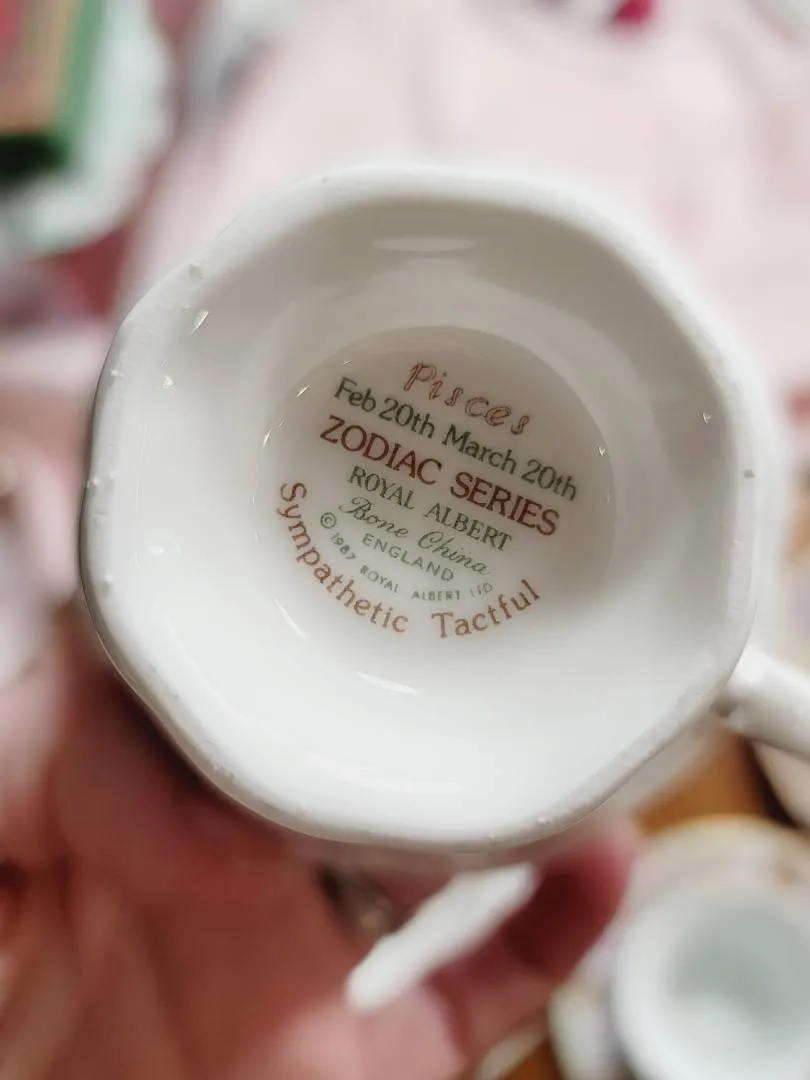 Pisces
Feb 20th March 20th
ZODIAC SERIES
ROYAL ALBERT
Bone China
ENGLAND
© 1987 ROYAL ALBERT LTD
Sympathetic Tactful